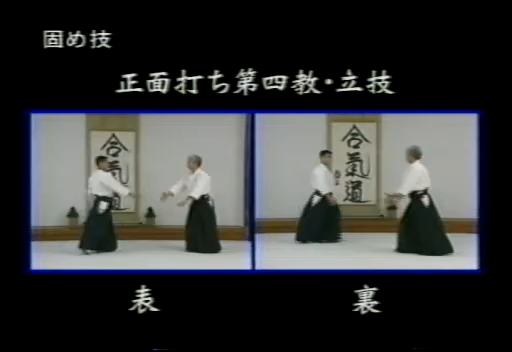 固め技
正面打ち第四教・立技
合氣道
合氣道
表
裏